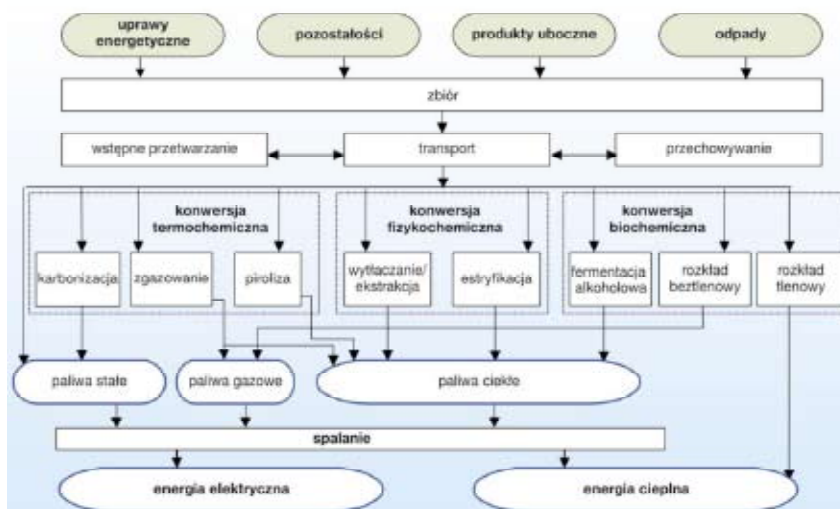 uprawy
energetyczne
pozostałości
produkty uboczne
odpady
zbiór
wstępne przetwarzanie
transport
przechowywanie
konwersja
termochemiczna
konwersja
fizykochemiczna
konwersja
biochemiczna
karbonizacja
zgazowanie
piroliza
wytłaczanie/
ekstrakcja
estryfikacja
fermentacja
alkoholowa
rozkład
beztlenowy
rozkład
tlenowy
paliwa stałe
paliwa gazowe
paliwa ciekłe
spalanie
energia elektryczna
energia cieplna